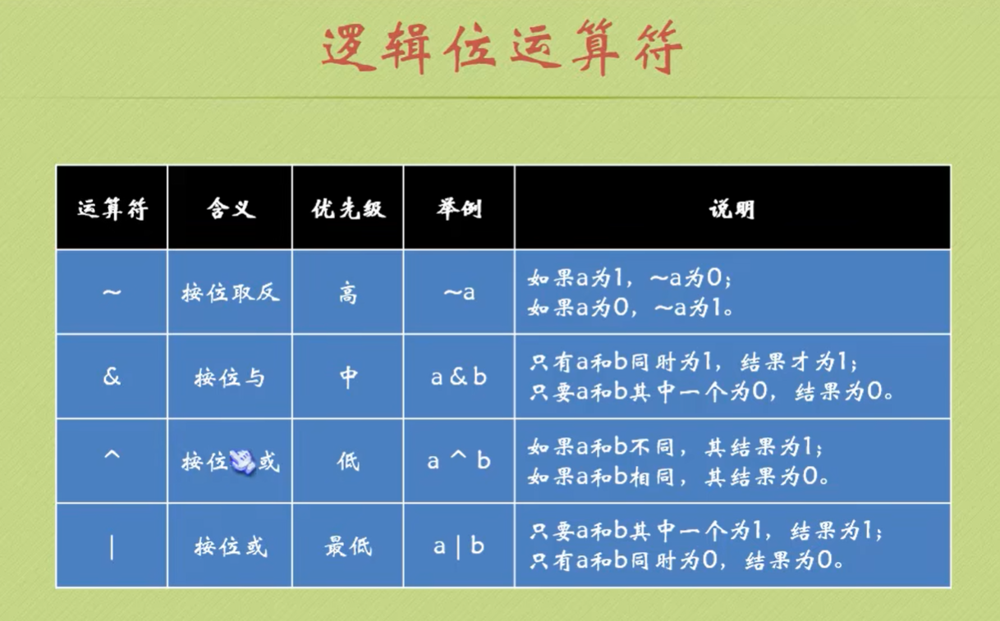 逻辑位运算符
运算符 含义 优先级 举例 说明
~ 按位取反 高 ~a 如果a为1，~a为0；
如果a为0，~a为1。
& 按位与 中 a & b 只有a和b同时为1，结果才为1；
只要a和b其中一个为0，结果为0。
^ 按位 或 低 a ^ b 如果a和b不同，其结果为1；
如果a和b相同，其结果为0。
| 按位或 最低 a | b 只要a和b其中一个为1，结果为1；
只有a和b同时为0，结果为0。